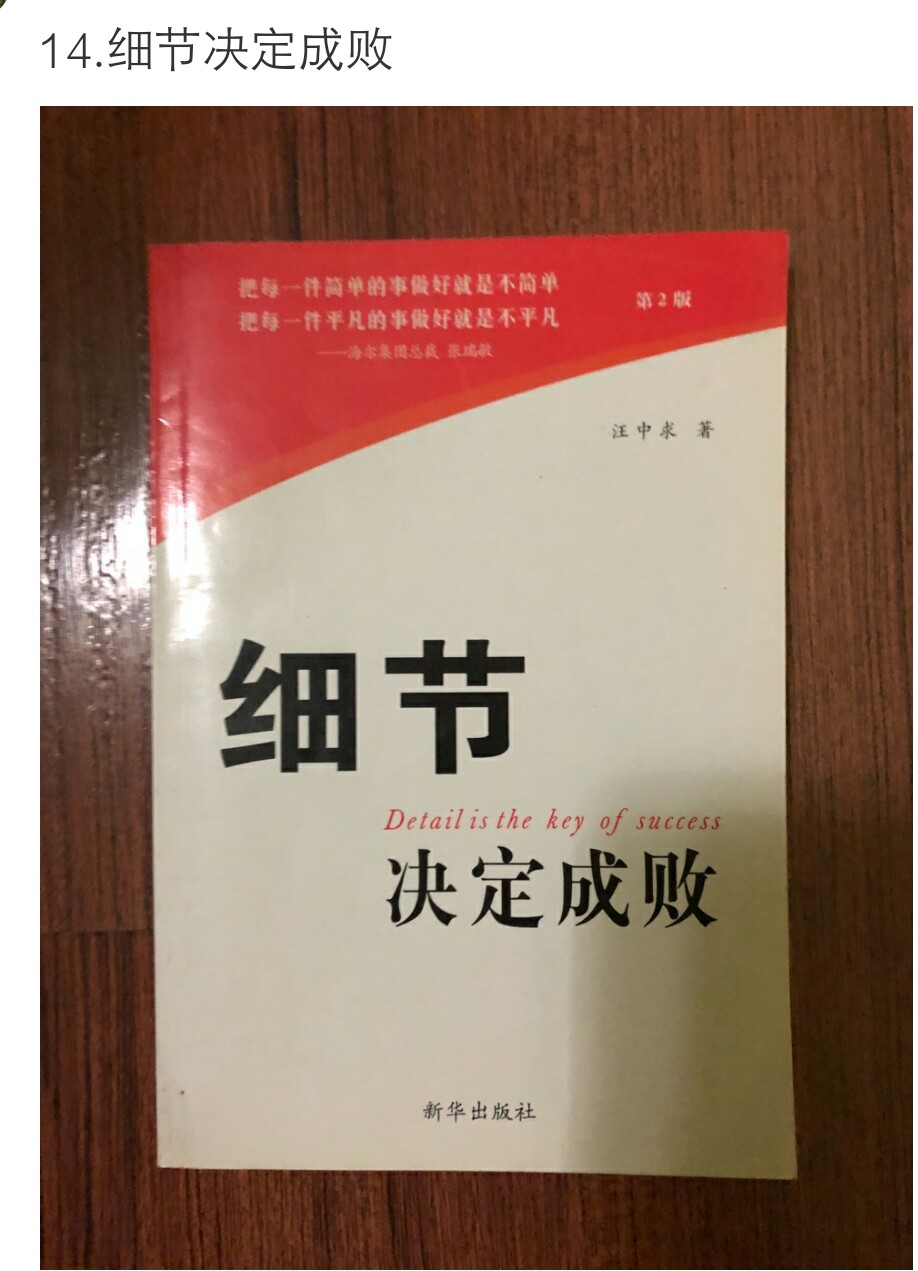 14.细节决定成败
把每一件简单的事做好就是不简单
把每一件平凡的事做好就是不平凡
——海尔集团总裁 张瑞敏
第2版
汪中求 著
细节
Detail is the key of success
决定成败
新华出版社